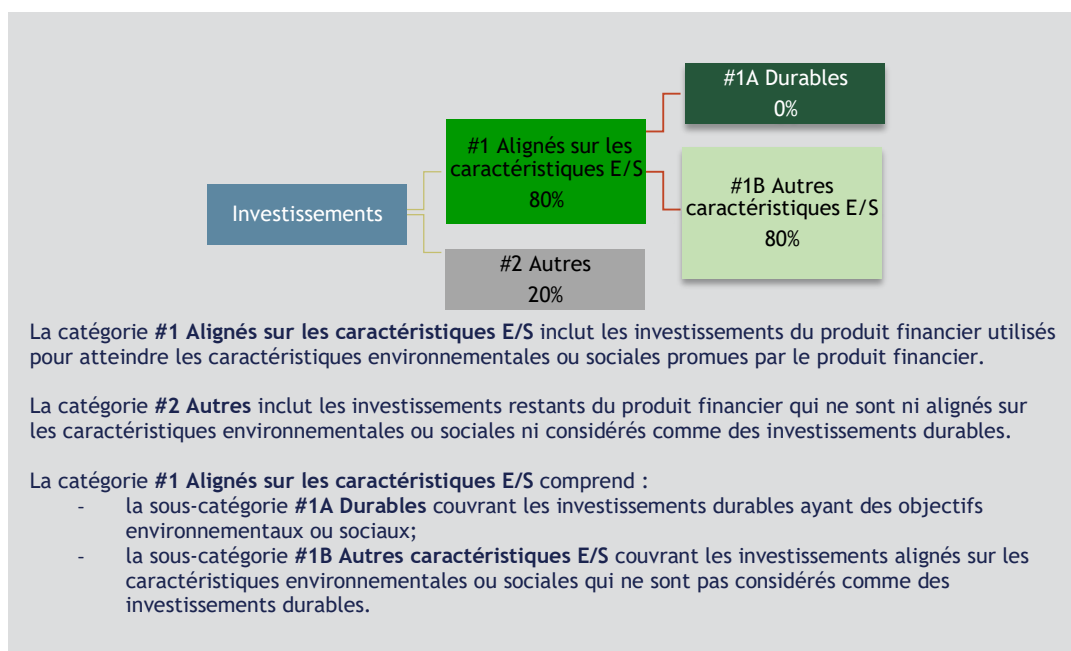 #1A Durables
0%
#1 Alignés sur les
caractéristiques E/S
80%
#1B Autres
caractéristiques E/S
80%
Investissements
#2 Autres
20%
La catégorie #1 Alignés sur les caractéristiques E/S inclut les investissements du produit financier utilisés
pour atteindre les caractéristiques environnementales ou sociales promues par le produit financier.
La catégorie #2 Autres inclut les investissements restants du produit financier qui ne sont ni alignés sur
les caractéristiques environnementales ou sociales ni considérés comme des investissements durables.
La catégorie #1 Alignés sur les caractéristiques E/S comprend :
- la sous-catégorie #1A Durables couvrant les investissements durables ayant des objectifs
environnementaux ou sociaux;
- la sous-catégorie #1B Autres caractéristiques E/S couvrant les investissements alignés sur les
caractéristiques environnementales ou sociales qui ne sont pas considérés comme des
investissements durables.